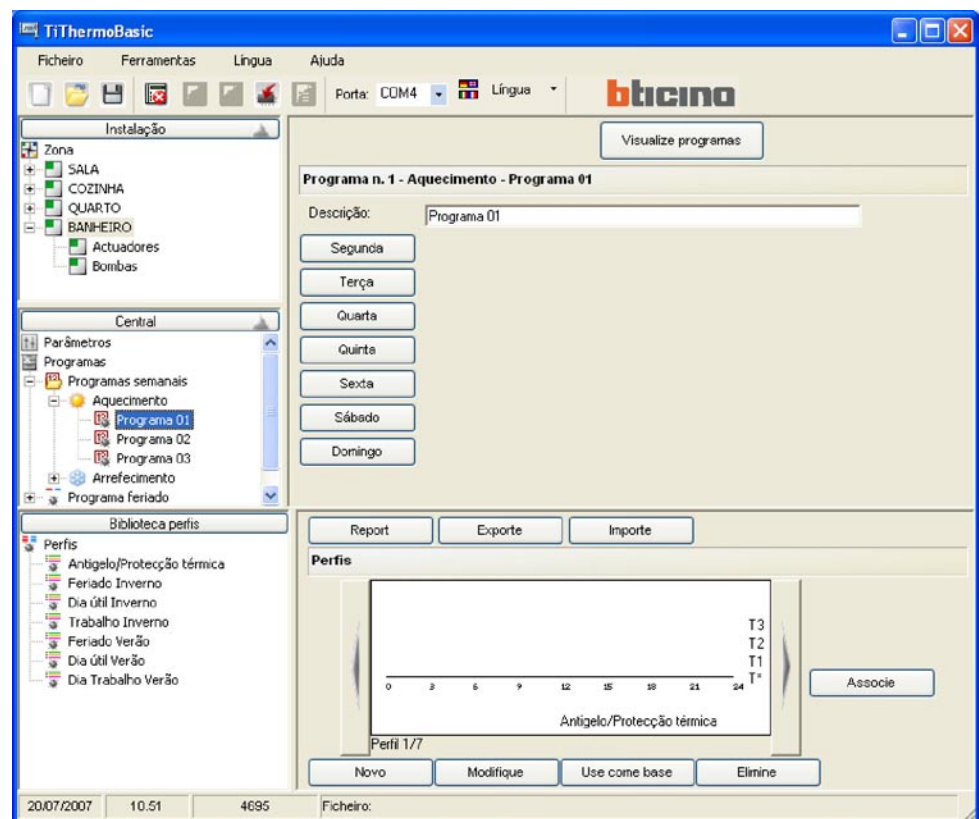 TiThermoBasic
Ficheiro Ferramentas Língua Ajuda
Porta: COM4 Língua bticino
Instalação
Zona
SALA
COZINHA
QUARTO
BANHEIRO
Actuadores
Bombas
Central
Parâmetros
Programas
Programas semanais
Aquecimento
Programa 01
Programa 02
Programa 03
Arrefecimento
Programa feriado
Biblioteca perfis
Perfis
Antigelo/Protecção térmica
Feriado Inverno
Dia útil Inverno
Trabalho Inverno
Feriado Verão
Dia útil Verão
Dia Trabalho Verão
Visualize programas
Programa n. 1 - Aquecimento - Programa 01
Descrição: Programa 01
Segunda
Terça
Quarta
Quinta
Sexta
Sábado
Domingo
Report Exporte Importe
Perfis
T3
T2
T1
T*
0 3 6 9 12 15 18 21 24
Antigelo/Protecção térmica
Perfil 1/7
Associe
Novo Modifique Use come base Elimine
20/07/2007 10.51 4695 Ficheiro: